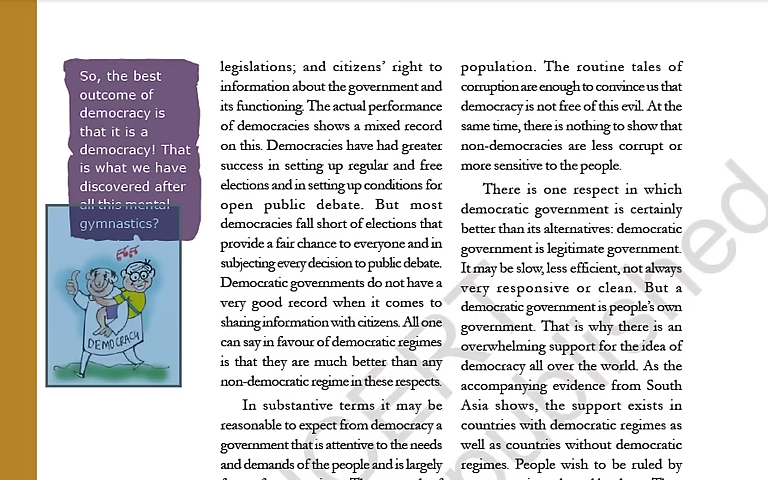 So, the best
outcome of
democracy is
that it is a
democracy! That
is what we have
discovered after
all this mental
gymnastics?
DEMOCRACY
legislations; and citizens' right to
information about the government and
its functioning. The actual performance
of democracies shows a mixed record
on this. Democracies have had greater
success in setting up regular and free
elections and in setting up conditions for
open public debate. But most
democracies fall short of elections that
provide a fair chance to everyone and in
subjecting every decision to public debate.
Democratic governments do not have a
very good record when it comes to
sharing information with citizens. All one
can say in favour of democratic regimes
is that they are much better than any
non-democratic regime in these respects.
In substantive terms it may be
reasonable to expect from democracy a
government that is attentive to the needs
and demands of the people and is largely
population. The routine tales of
corruption are enough to convince us that
democracy is not free of this evil. At the
same time, there is nothing to show that
non-democracies are less corrupt or
more sensitive to the people.
There is one respect in which
democratic government is certainly
better than its alternatives: democratic
government is legitimate government.
It may be slow, less efficient, not always
very responsive or clean. But a
democratic government is people's own
government. That is why there is an
overwhelming support for the idea of
democracy all over the world. As the
accompanying evidence from South
Asia shows, the support exists in
countries with democratic regimes as
well as countries without democratic
regimes. People wish to be ruled by
NCERT
published